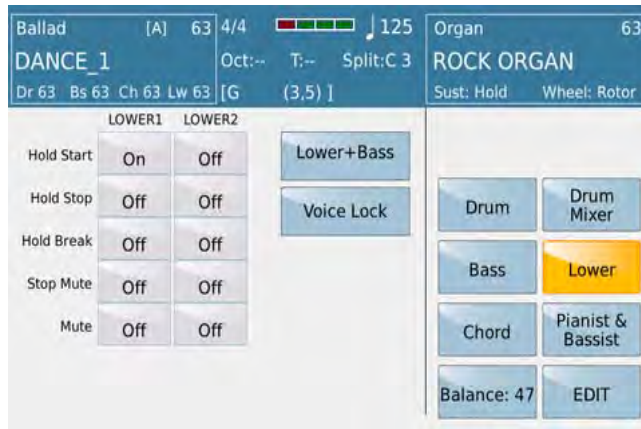 Ballad [A] 63 4/4 125 Organ 63
DANCE_1 Oct:-- T:-- Split:C 3 ROCK ORGAN
Dr 63 Bs 63 Ch 63 Lw 63 [G (3,5) ] Sust: Hold Wheel: Rotor
LOWER1 LOWER2
Hold Start On Off
Hold Stop Off Off
Hold Break Off Off
Stop Mute Off Off
Mute Off Off
Lower+Bass
Voice Lock
Drum
Drum
Mixer
Bass
Lower
Chord
Pianist &
Bassist
Balance: 47
EDIT